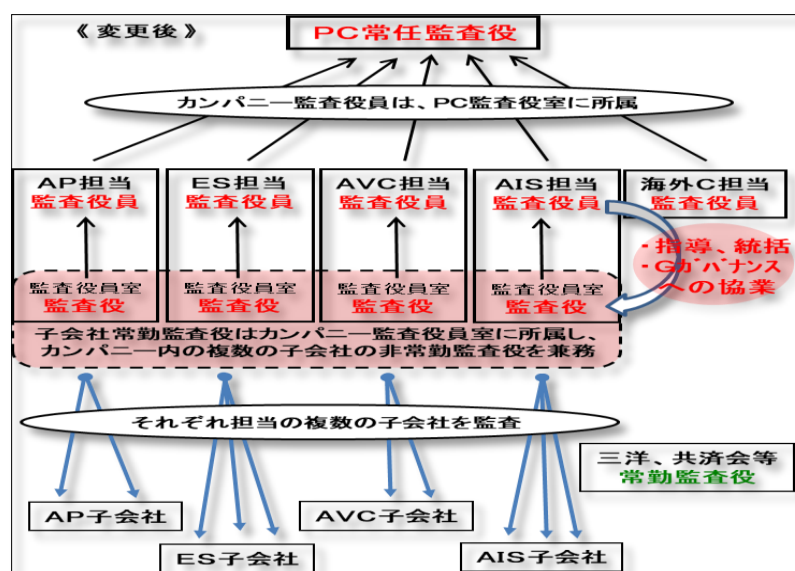 《 変更後 》
PC常任監査役
カンパニー監査役員は、PC監査役室に所属
AP担当
監査役員
ES担当
監査役員
AVC担当
監査役員
AIS担当
監査役員
海外C担当
監査役員
・指導、統括
・Gガバナンス
への協業
監査役員室
監査役
監査役員室
監査役
監査役員室
監査役
監査役員室
監査役
子会社常勤監査役はカンパニー監査役員室に所属し、
カンパニー内の複数の子会社の非常勤監査役を兼務
それぞれ担当の複数の子会社を監査
三洋、共済会等
常勤監査役
AP子会社
AVC子会社
ES子会社
AIS子会社